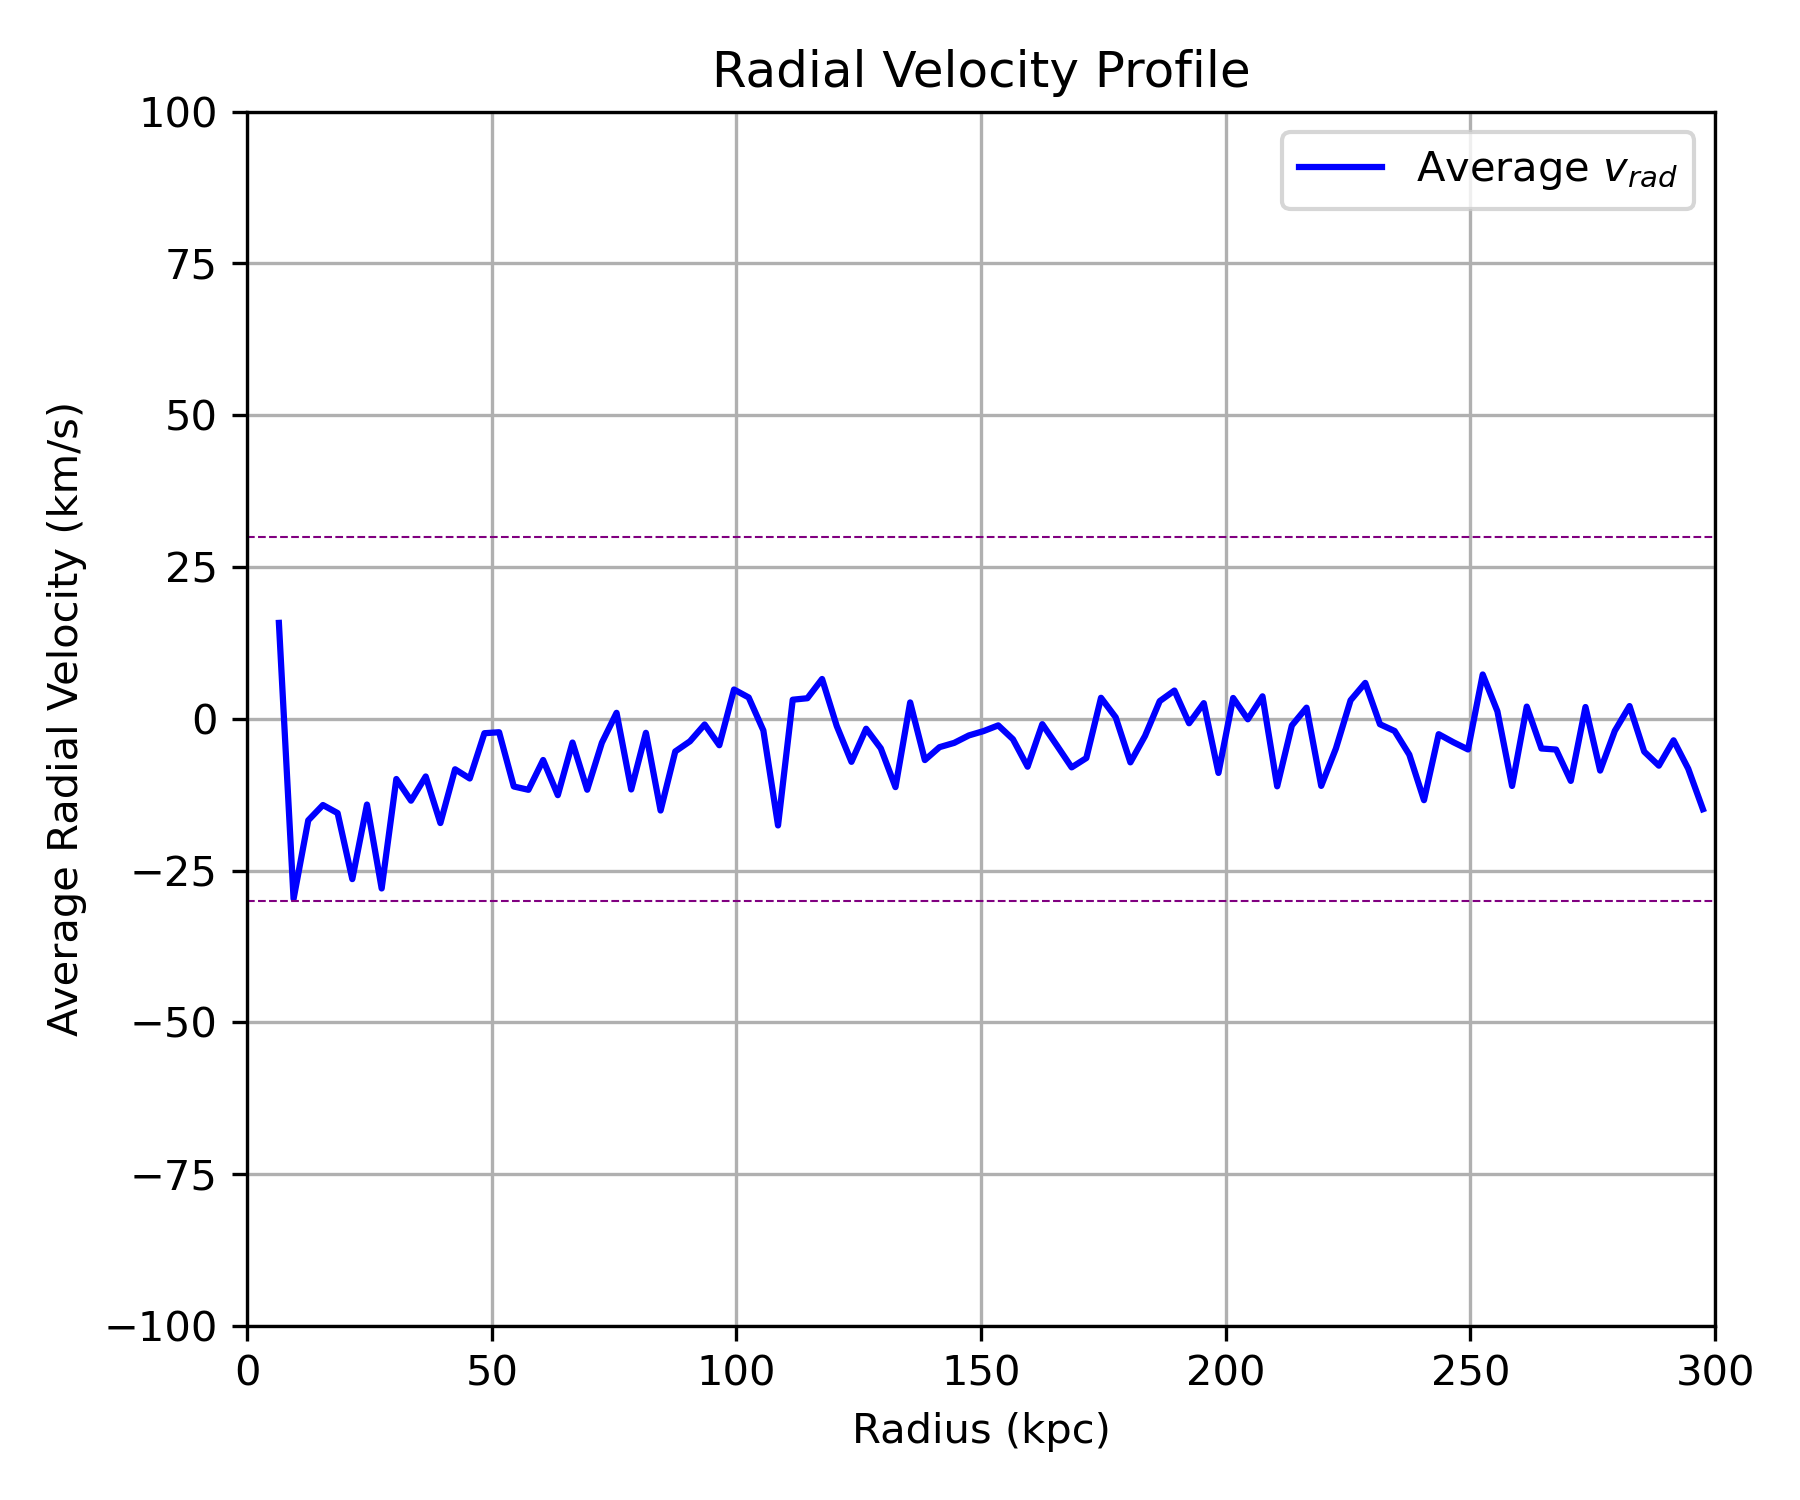 Radial Velocity Profile
Average v_rad
Average Radial Velocity (km/s)
100
75
50
25
0
−25
−50
−75
−100
0 50 100 150 200 250 300
Radius (kpc)